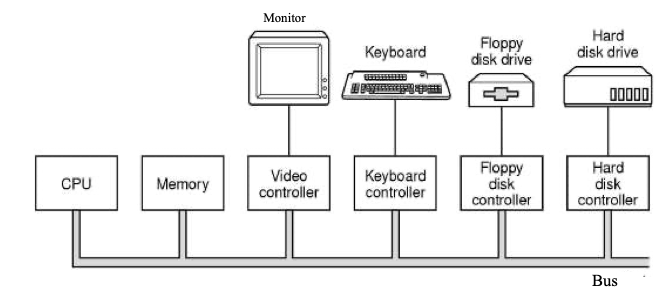 Monitor
Keyboard
Floppy
disk drive
Hard
disk drive
CPU
Memory
Video
controller
Keyboard
controller
Floppy
disk
controller
Hard
disk
controller
Bus